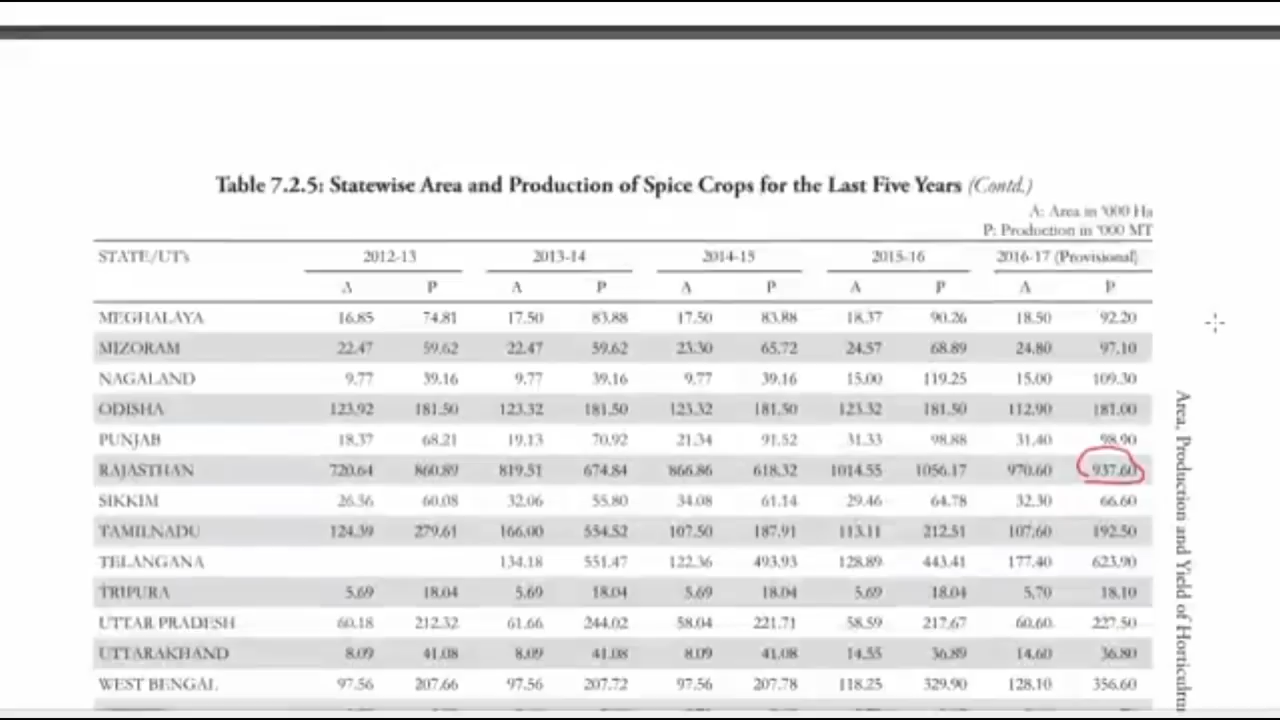 Table 7.2.5: Statewise Area and Production of Spice Crops for the Last Five Years (Contd.)
A: Area in '000 Ha
P: Production in '000 MT
STATE/UT's 2012-13 2013-14 2014-15 2015-16 2016-17 (Provisional)
A P A P A P A P A P
MEGHALAYA 16.85 74.81 17.50 83.88 17.50 83.88 18.37 90.26 18.50 92.20
MIZORAM 22.47 59.62 22.47 59.62 23.30 65.72 24.57 68.89 24.80 97.10
NAGALAND 9.77 39.16 9.77 39.16 9.77 39.16 15.00 119.25 15.00 109.30
ODISHA 123.92 181.50 123.32 181.50 123.32 181.50 123.32 181.50 112.90 181.00
PUNJAB 18.37 68.21 19.13 70.92 21.34 91.52 31.33 98.88 31.40 98.90
RAJASTHAN 720.64 860.89 819.51 674.84 866.86 618.32 1014.55 1056.17 970.60 937.60
SIKKIM 26.36 60.08 32.06 55.80 34.08 61.14 29.46 64.78 32.30 66.60
TAMILNADU 124.39 279.61 166.00 554.52 107.50 187.91 113.11 212.51 107.60 192.50
TELANGANA 134.18 551.47 122.36 493.93 128.89 443.41 177.40 623.90
TRIPURA 5.69 18.04 5.69 18.04 5.69 18.04 5.69 18.04 5.70 18.10
UTTAR PRADESH 60.18 212.32 61.66 244.02 58.04 221.71 58.59 217.67 60.60 227.50
UTTARAKHAND 8.09 41.08 8.09 41.08 8.09 41.08 14.55 36.89 14.60 36.80
WEST BENGAL 97.56 207.66 97.56 207.72 97.56 207.78 118.25 329.90 128.10 356.60
Area, Production and Yield of